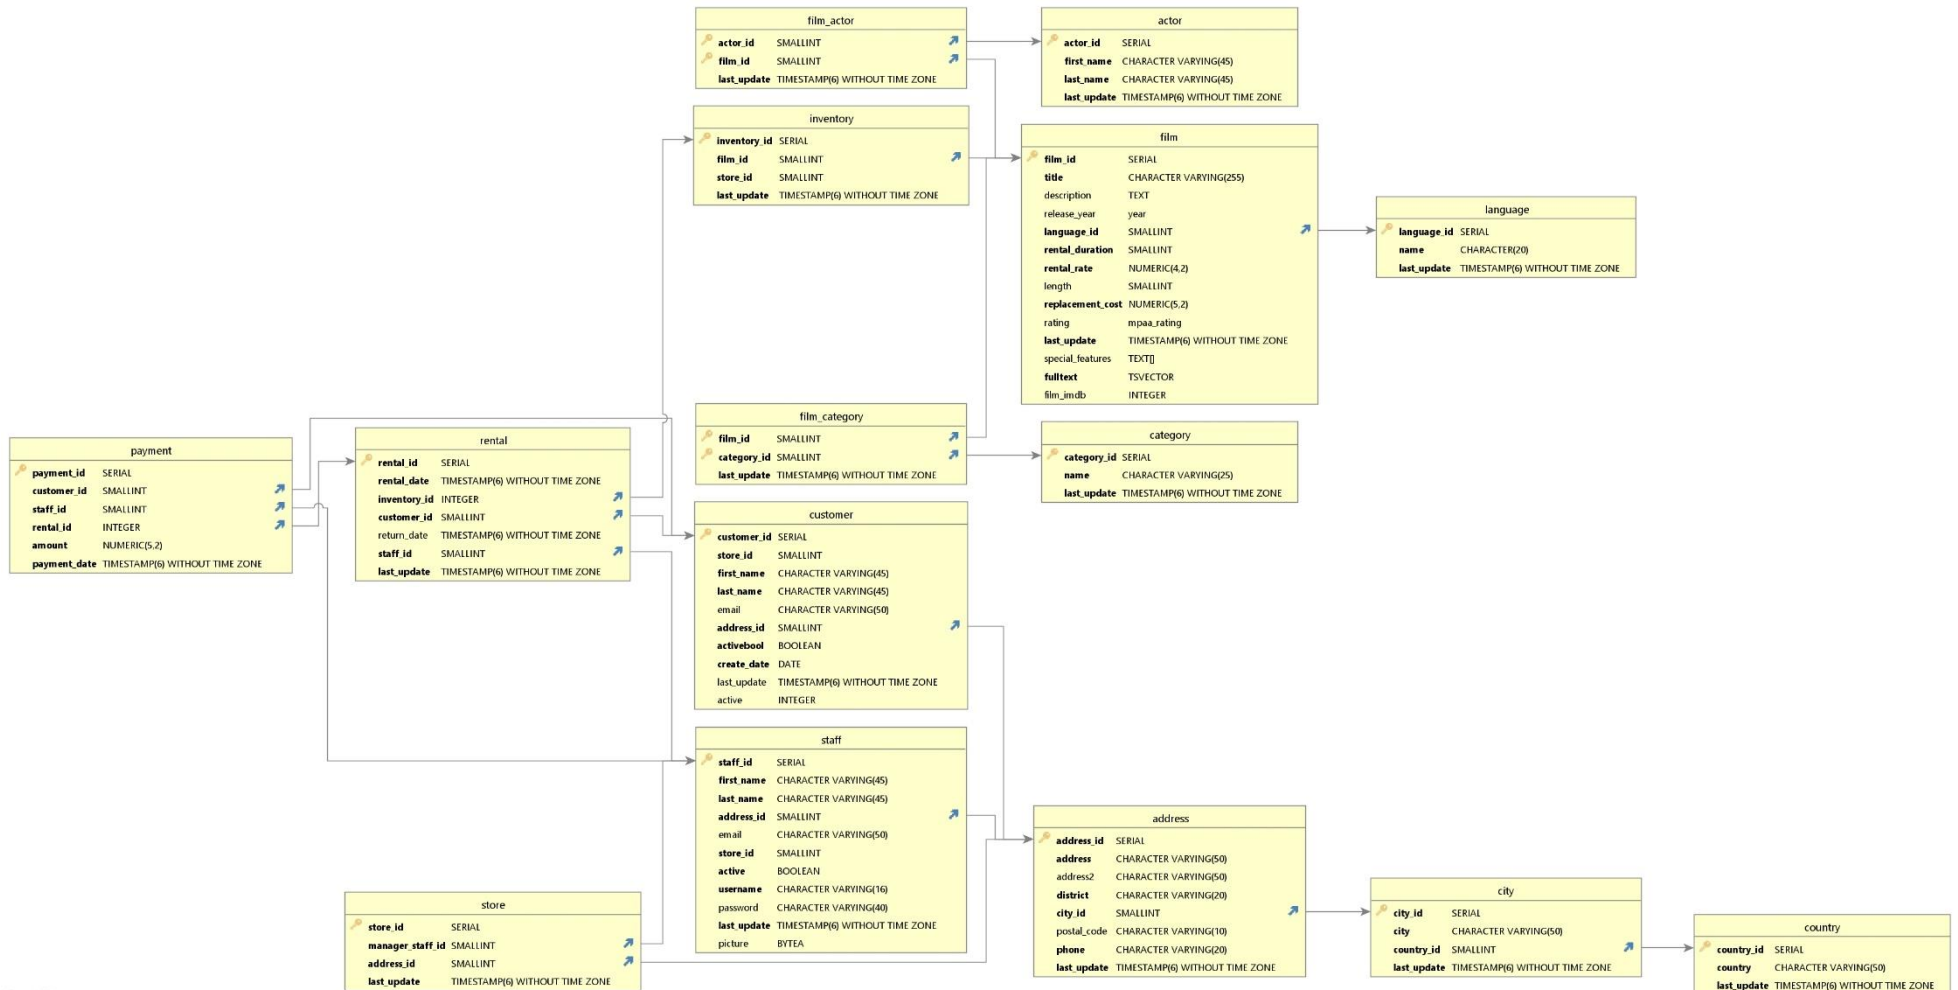 film_actor
actor_id SMALLINT
film_id SMALLINT
last_update TIMESTAMP(6) WITHOUT TIME ZONE
actor
actor_id SERIAL
first_name CHARACTER VARYING(45)
last_name CHARACTER VARYING(45)
last_update TIMESTAMP(6) WITHOUT TIME ZONE
inventory
inventory_id SERIAL
film_id SMALLINT
store_id SMALLINT
last_update TIMESTAMP(6) WITHOUT TIME ZONE
film
film_id SERIAL
title CHARACTER VARYING(255)
description TEXT
release_year year
language_id SMALLINT
rental_duration SMALLINT
rental_rate NUMERIC(4,2)
length SMALLINT
replacement_cost NUMERIC(5,2)
rating mpaa_rating
last_update TIMESTAMP(6) WITHOUT TIME ZONE
special_features TEXT[]
fulltext TSVECTOR
film_imdb INTEGER
language
language_id SERIAL
name CHARACTER(20)
last_update TIMESTAMP(6) WITHOUT TIME ZONE
payment
payment_id SERIAL
customer_id SMALLINT
staff_id SMALLINT
rental_id INTEGER
amount NUMERIC(5,2)
payment_date TIMESTAMP(6) WITHOUT TIME ZONE
rental
rental_id SERIAL
rental_date TIMESTAMP(6) WITHOUT TIME ZONE
inventory_id INTEGER
customer_id SMALLINT
return_date TIMESTAMP(6) WITHOUT TIME ZONE
staff_id SMALLINT
last_update TIMESTAMP(6) WITHOUT TIME ZONE
film_category
film_id SMALLINT
category_id SMALLINT
last_update TIMESTAMP(6) WITHOUT TIME ZONE
category
category_id SERIAL
name CHARACTER VARYING(25)
last_update TIMESTAMP(6) WITHOUT TIME ZONE
customer
customer_id SERIAL
store_id SMALLINT
first_name CHARACTER VARYING(45)
last_name CHARACTER VARYING(45)
email CHARACTER VARYING(50)
address_id SMALLINT
activebool BOOLEAN
create_date DATE
last_update TIMESTAMP(6) WITHOUT TIME ZONE
active INTEGER
staff
staff_id SERIAL
first_name CHARACTER VARYING(45)
last_name CHARACTER VARYING(45)
address_id SMALLINT
email CHARACTER VARYING(50)
store_id SMALLINT
active BOOLEAN
username CHARACTER VARYING(16)
password CHARACTER VARYING(40)
last_update TIMESTAMP(6) WITHOUT TIME ZONE
picture BYTEA
store
store_id SERIAL
manager_staff_id SMALLINT
address_id SMALLINT
last_update TIMESTAMP(6) WITHOUT TIME ZONE
address
address_id SERIAL
address CHARACTER VARYING(50)
address2 CHARACTER VARYING(50)
district CHARACTER VARYING(20)
city_id SMALLINT
postal_code CHARACTER VARYING(10)
phone CHARACTER VARYING(20)
last_update TIMESTAMP(6) WITHOUT TIME ZONE
city
city_id SERIAL
city CHARACTER VARYING(50)
country_id SMALLINT
last_update TIMESTAMP(6) WITHOUT TIME ZONE
country
country_id SERIAL
country CHARACTER VARYING(50)
last_update TIMESTAMP(6) WITHOUT TIME ZONE